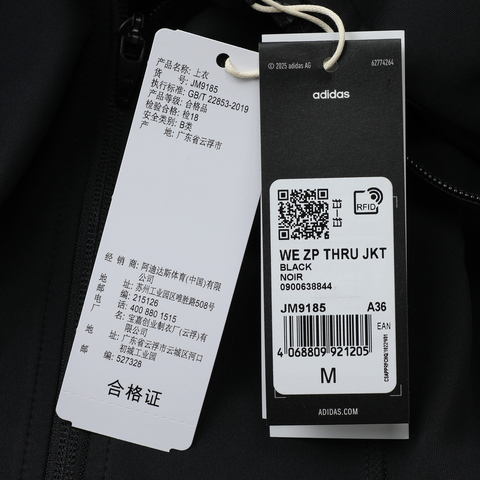 产品名称: 上衣
货 号: JM9185
执行标准: GB/T 22853-2019
产品等级: 合格品
检验合格: 检18
安全类别: B类
产 地: 广东省云浮市
经 销 商: 阿迪达斯体育(中国)有限
公司
地 址: 苏州工业园区唯胜路508号
邮 编: 215126
电 话: 400 880 1515
厂 名: 宝嘉创业制衣厂(云浮)有
限公司
地 址: 广东省云浮市云城区河口
初城工业园
邮 编: 527328
合格证
© 2025 adidas AG
62774264
adidas
RFID
WE ZP THRU JKT
BLACK
NOIR
0900638844
JM9185 A36
EAN
4 068809 921205
M
ADIDAS.COM